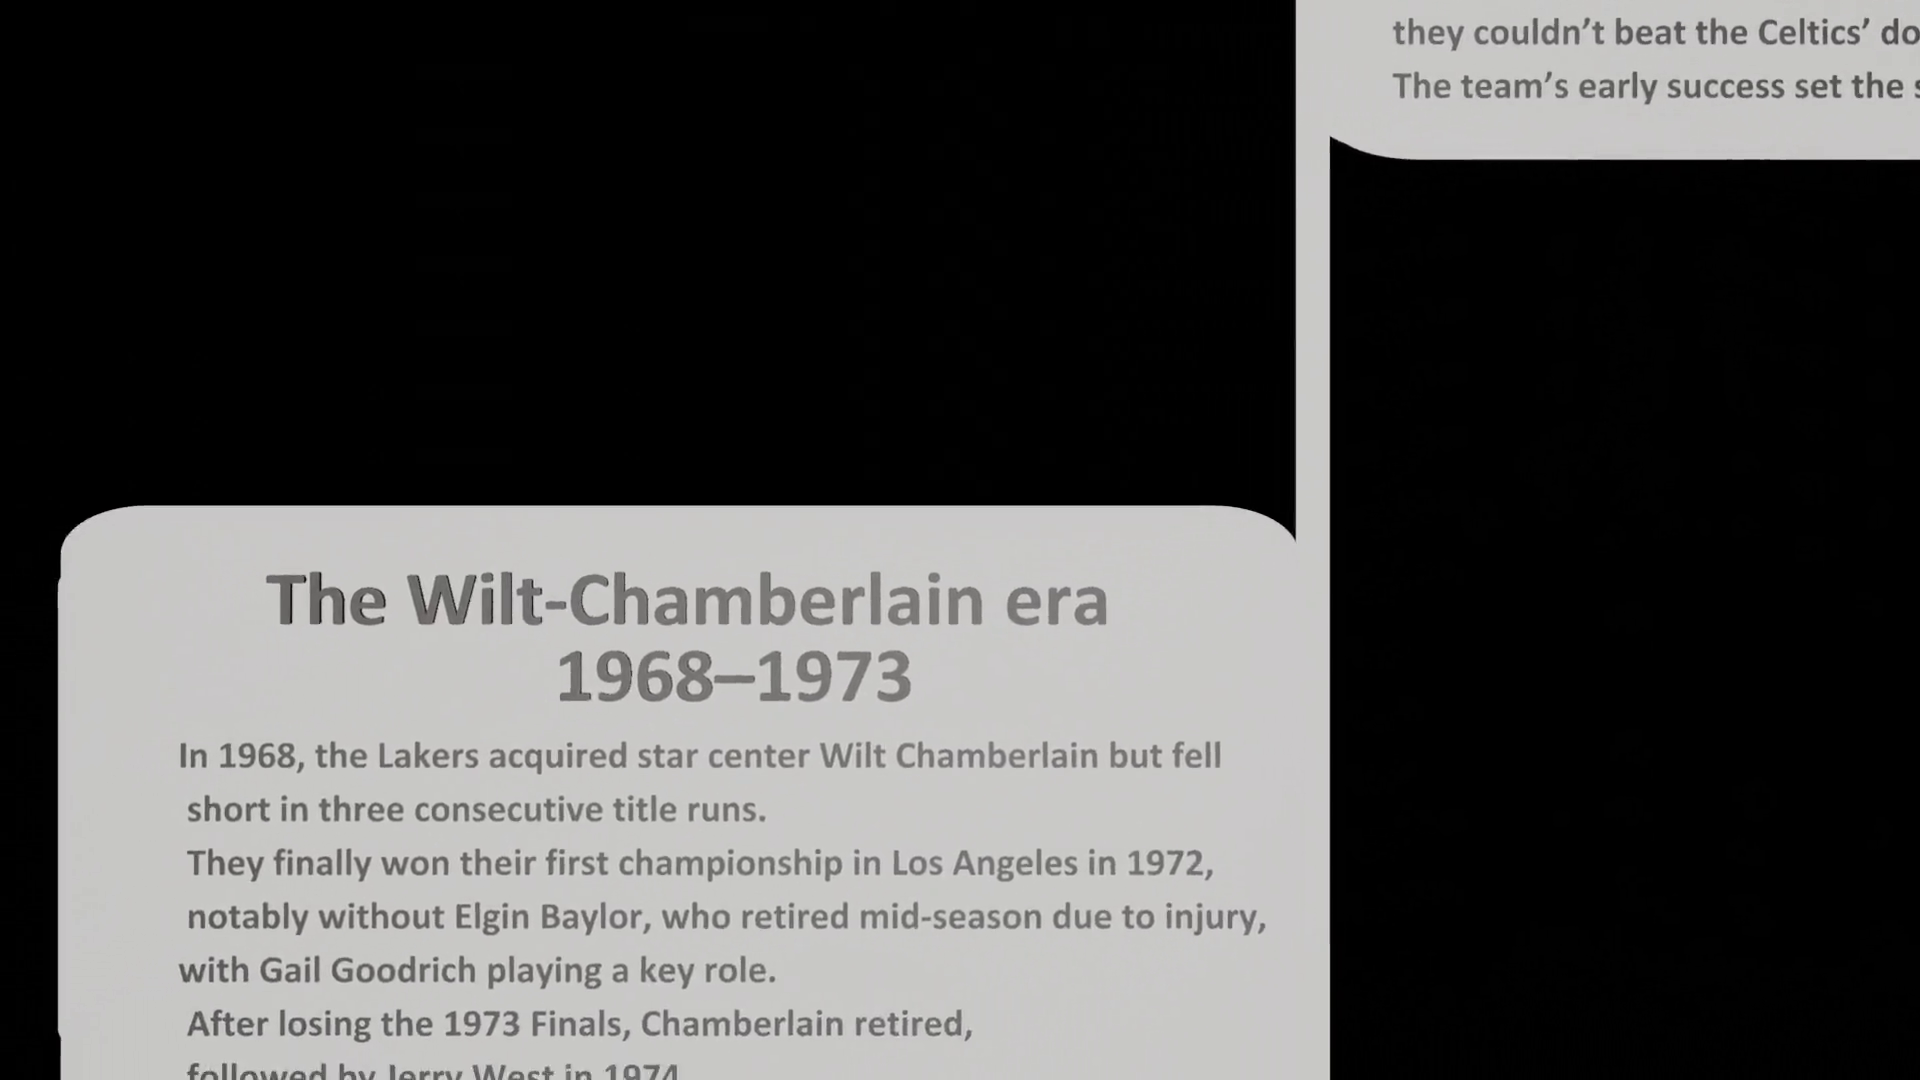 they couldn’t beat the Celtics’
The team’s early success set the
The Wilt-Chamberlain era
1968–1973
In 1968, the Lakers acquired star center Wilt Chamberlain but fell
short in three consecutive title runs.
They finally won their first championship in Los Angeles in 1972,
notably without Elgin Baylor, who retired mid-season due to injury,
with Gail Goodrich playing a key role.
After losing the 1973 Finals, Chamberlain retired,
followed by Jerry West in 1974